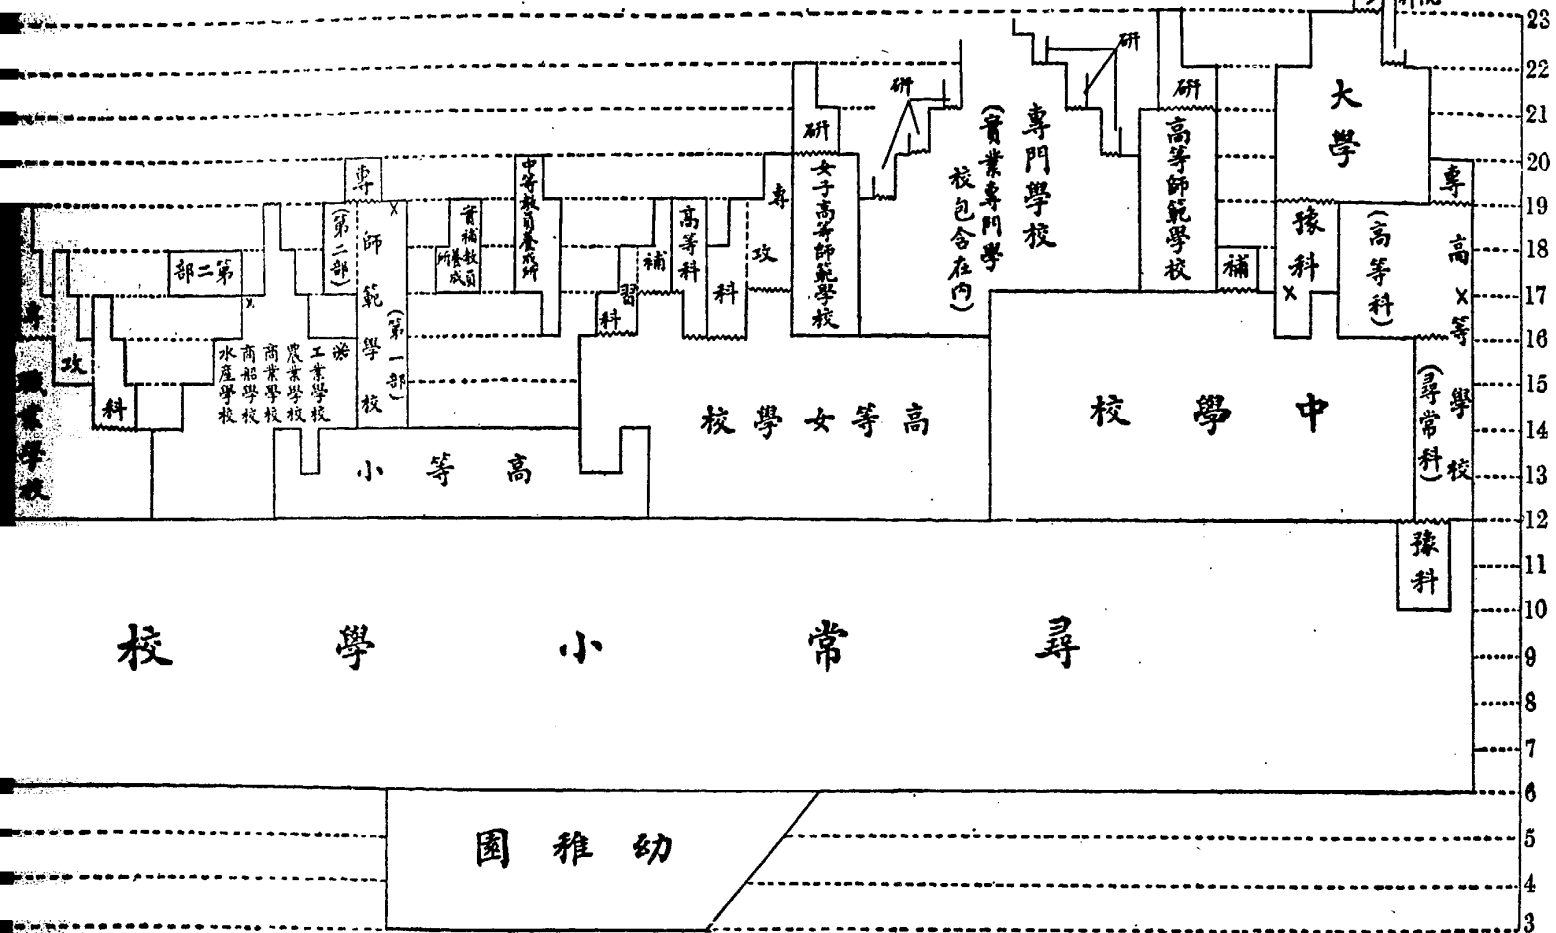 院
23
22
21
20
19
18
17
16
15
14
13
12
11
10
9
8
7
6
5
4
3
大學
豫科
專
高等學校
(高等科)
(尋常科)
豫科
研
高等師範學校
補
研
專門學校
(實業專門學校包含在內)
研
研
女子高等師範學校
專攻科
高等科
補習科
中等教員養成所
實補教員養成所
專
師範學校
(第一部)
(第二部)
第二部
工業學校
農業學校
商業學校
商船學校
水產學校
專攻科
職業學校
中學校
高等女學校
高等小
尋常小學校
幼稚園